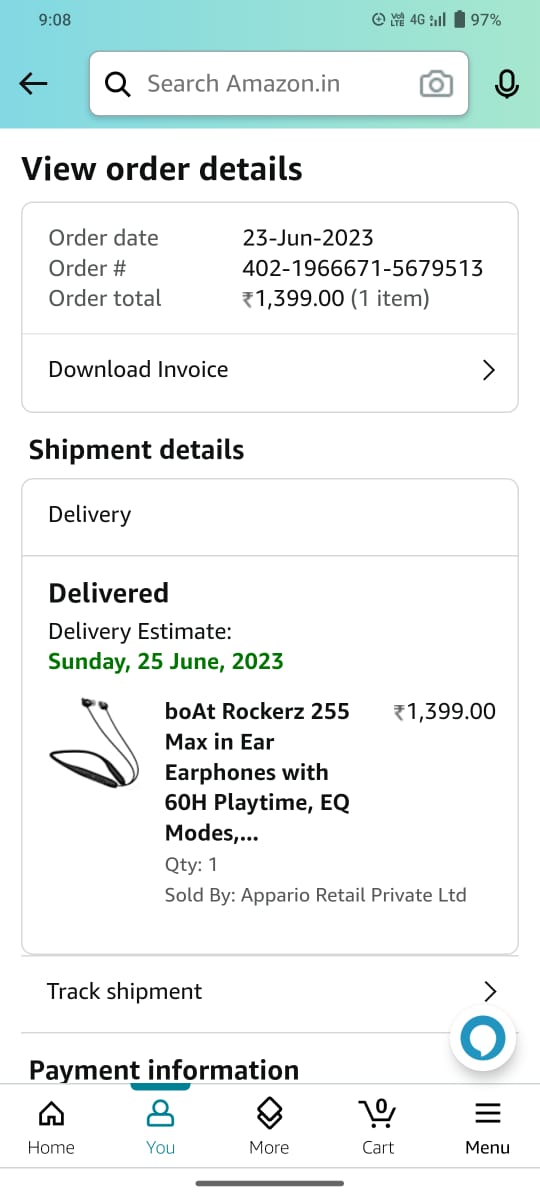 9:08
Vo) LTE 4G 97%
Search Amazon.in
View order details
Order date 23-Jun-2023
Order # 402-1966671-5679513
Order total ₹1,399.00 (1 item)
Download Invoice
Shipment details
Delivery
Delivered
Delivery Estimate:
Sunday, 25 June, 2023
boAt Rockerz 255 ₹1,399.00
Max in Ear
Earphones with
60H Playtime, EQ
Modes,...
Qty: 1
Sold By: Appario Retail Private Ltd
Track shipment
Payment information
0
Home You More Cart Menu